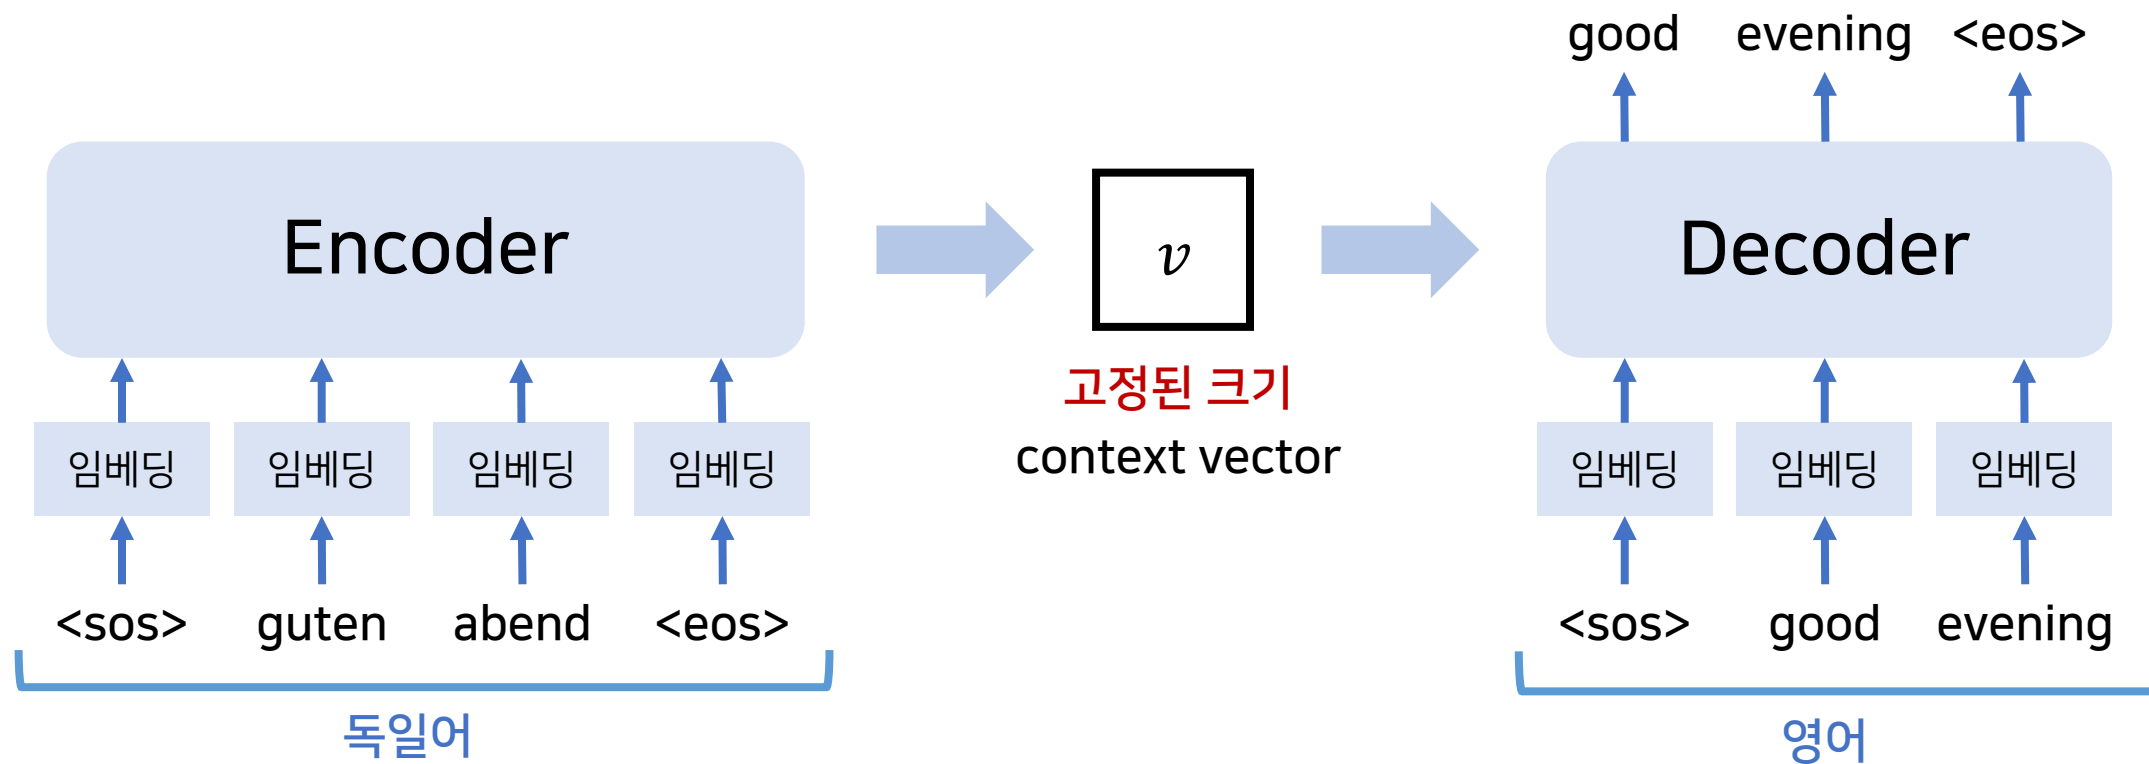 good evening <eos>
Encoder
v
Decoder
고정된 크기
context vector
임베딩 임베딩 임베딩 임베딩
임베딩 임베딩 임베딩
<sos> guten abend <eos>
<sos> good evening
독일어
영어